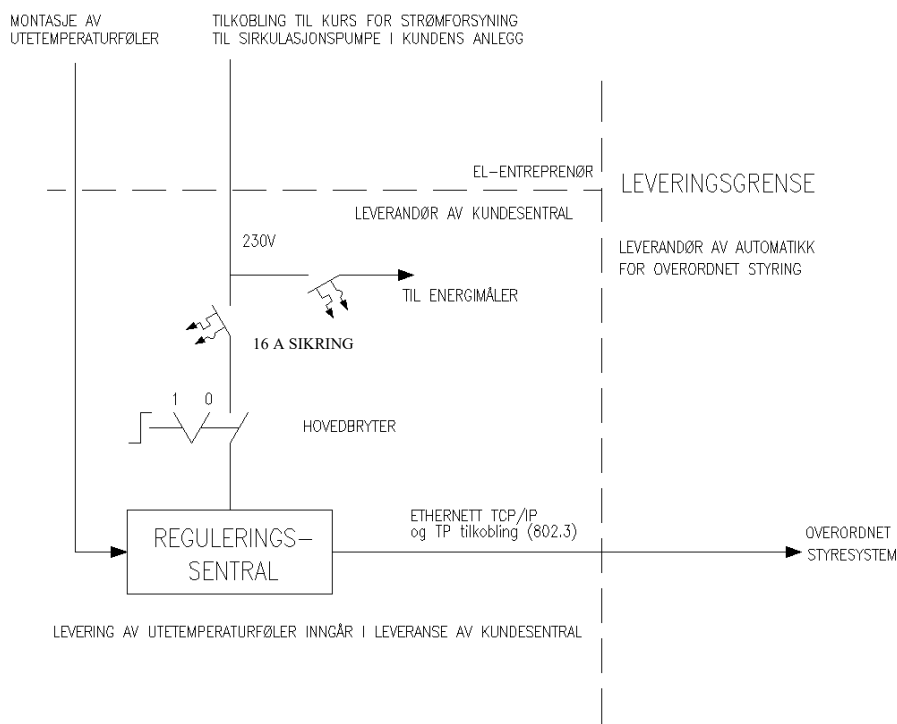 MONTASJE AV
UTETEMPERATURFØLER
TILKOBLING TIL KURS FOR STRØMFORSYNING
TIL SIRKULASJONSPUMPE I KUNDENS ANLEGG
EL-ENTREPRENØR
LEVERINGSGRENSE
LEVERANDØR AV KUNDESENTRAL
230V
LEVERANDØR AV AUTOMATIKK
FOR OVERORDNET STYRING
TIL ENERGIMÅLER
16 A SIKRING
1 0
HOVEDBRYTER
ETHERNETT TCP/IP
og TP tilkobling (802.3)
REGULERINGS-
SENTRAL
OVERORDNET
STYRESYSTEM
LEVERING AV UTETEMPERATURFØLER INNGÅR I LEVERANSE AV KUNDESENTRAL